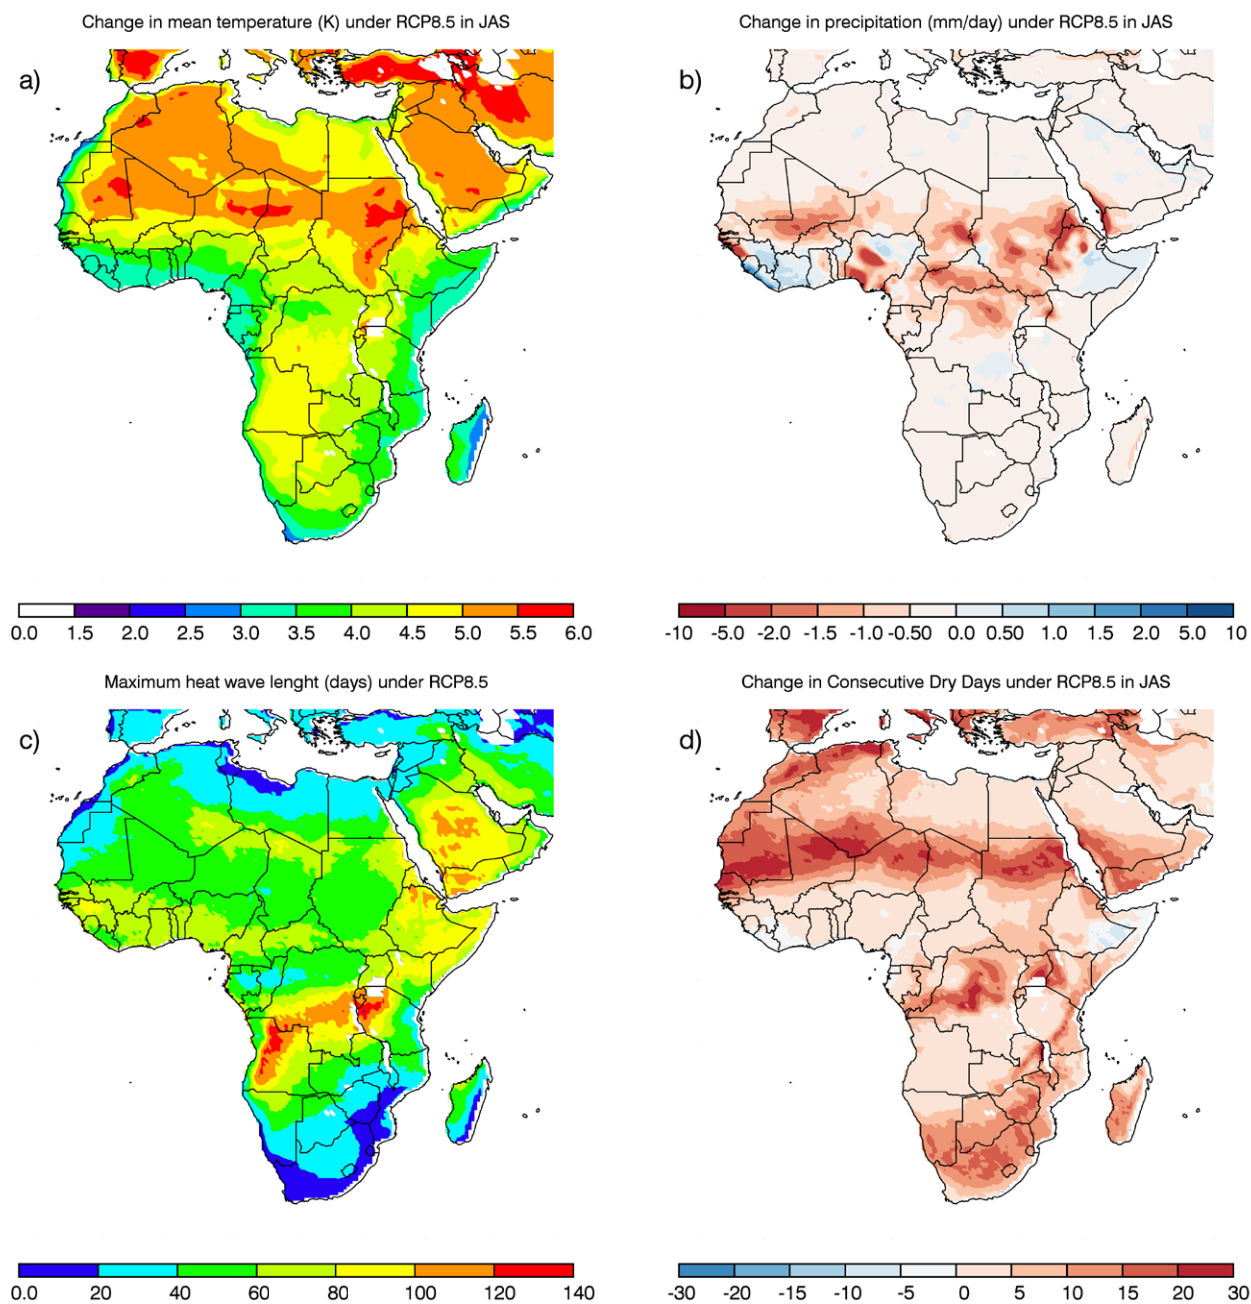 Change in mean temperature (K) under RCP8.5 in JAS
a)
0.0 1.5 2.0 2.5 3.0 3.5 4.0 4.5 5.0 5.5 6.0
Change in precipitation (mm/day) under RCP8.5 in JAS
b)
-10 -5.0 -2.0 -1.5 -1.0 -0.50 0.0 0.50 1.0 1.5 2.0 5.0 10
Maximum heat wave lenght (days) under RCP8.5
c)
0.0 20 40 60 80 100 120 140
Change in Consecutive Dry Days under RCP8.5 in JAS
d)
-30 -20 -15 -10 -5 0 5 10 15 20 30